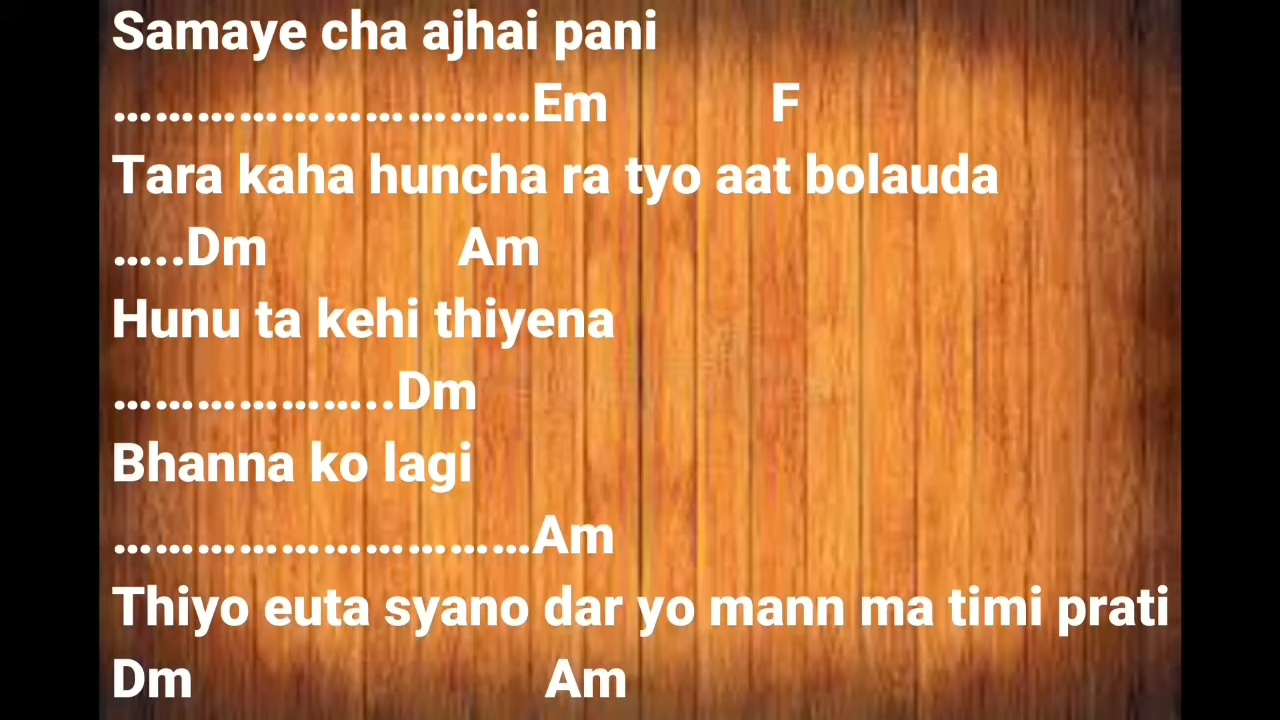 Samaye cha ajhai pani
…………………………Em F
Tara kaha huncha ra tyo aat bolauda
…..Dm Am
Hunu ta kehi thiyena
………………..Dm
Bhanna ko lagi
…………………………Am
Thiyo euta syano dar yo mann ma timi prati
Dm Am